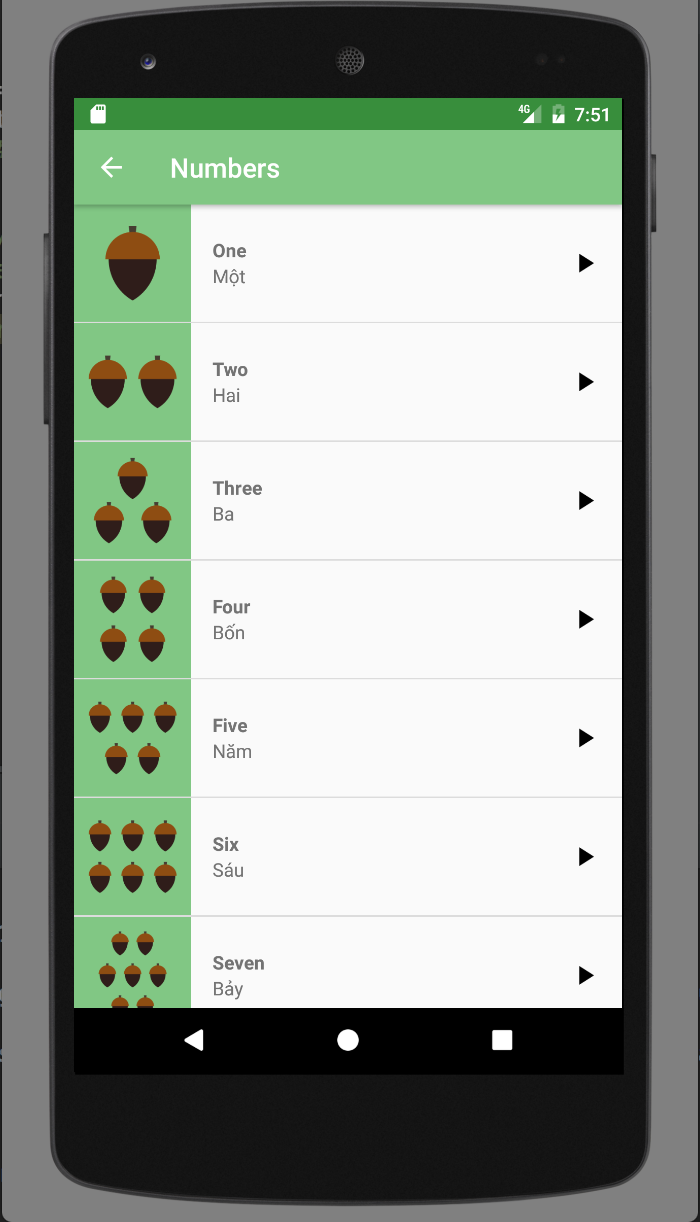 4G 7:51
Numbers
One
Một
Two
Hai
Three
Ba
Four
Bốn
Five
Năm
Six
Sáu
Seven
Bảy